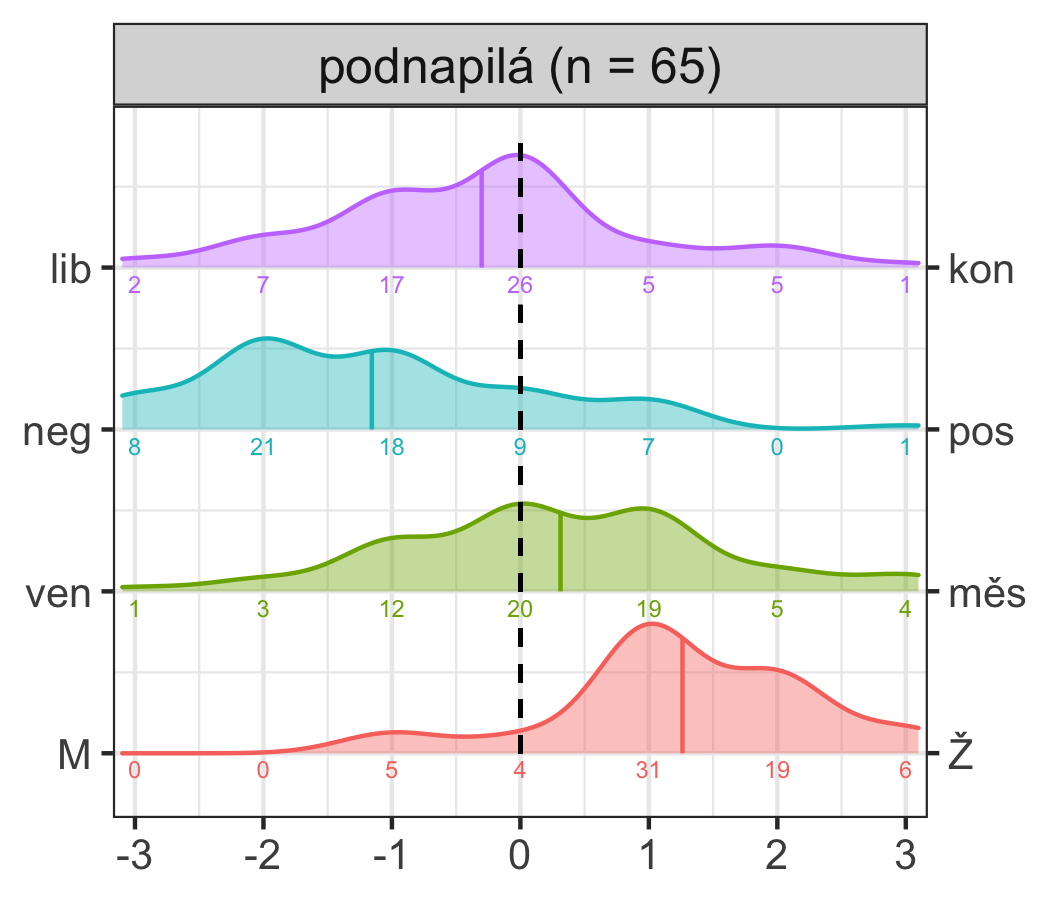 podnapilá (n = 65)
lib kon
2 7 17 26 5 5 1
neg pos
8 21 18 9 7 0 1
ven měs
1 3 12 20 19 5 4
M Ž
0 0 5 4 31 19 6
-3 -2 -1 0 1 2 3